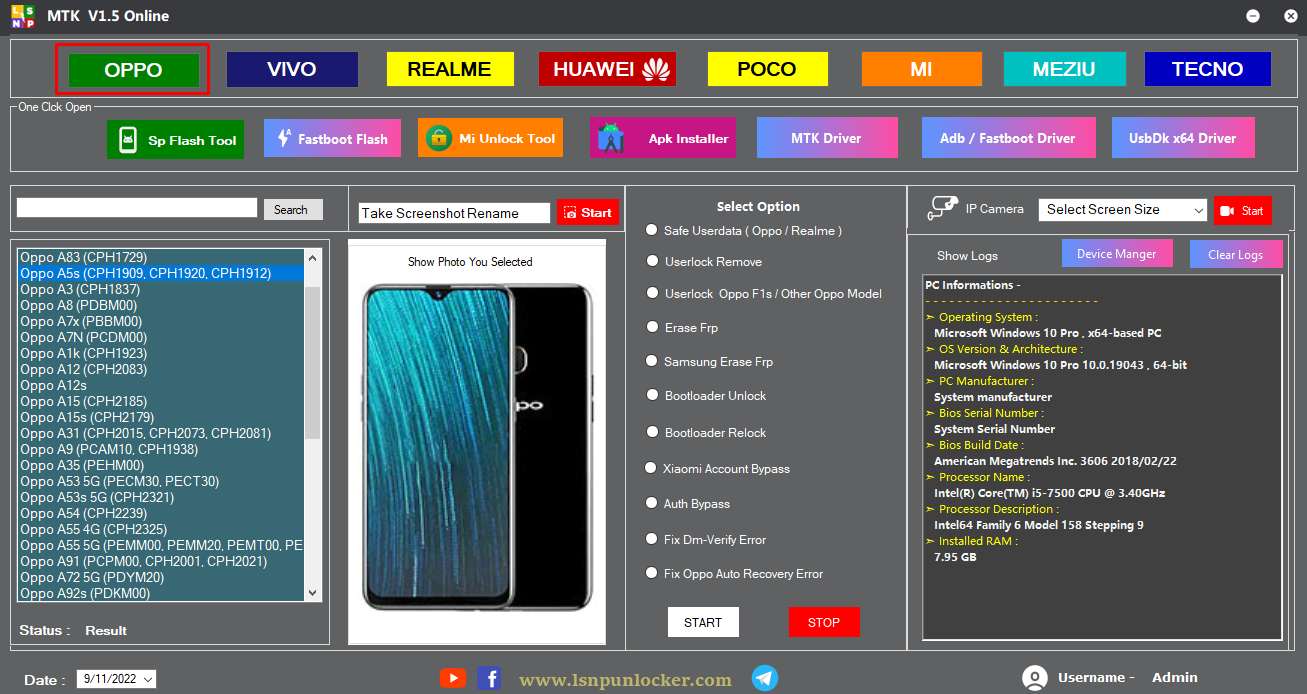 L S N P
MTK V1.5 Online
OPPO VIVO REALME HUAWEI POCO MI MEZIU TECNO
One Clck Open
Sp Flash Tool Fastboot Flash Mi Unlock Tool Apk Installer MTK Driver Adb / Fastboot Driver UsbDk x64 Driver
Search
Oppo A83 (CPH1729)
Oppo A5s (CPH1909, CPH1920, CPH1912)
Oppo A3 (CPH1837)
Oppo A8 (PDBM00)
Oppo A7x (PBBM00)
Oppo A7N (PCDM00)
Oppo A1k (CPH1923)
Oppo A12 (CPH2083)
Oppo A12s
Oppo A15 (CPH2185)
Oppo A15s (CPH2179)
Oppo A31 (CPH2015, CPH2073, CPH2081)
Oppo A9 (PCAM10, CPH1938)
Oppo A35 (PEHM00)
Oppo A53 5G (PECM30, PECT30)
Oppo A53s 5G (CPH2321)
Oppo A54 (CPH2239)
Oppo A55 4G (CPH2325)
Oppo A55 5G (PEMM00, PEMM20, PEMT00, PE
Oppo A91 (PCPM00, CPH2001, CPH2021)
Oppo A72 5G (PDYM20)
Oppo A92s (PDKM00)
Status : Result
Take Screenshot Rename Start
Show Photo You Selected
ppo
Select Option
Safe Userdata ( Oppo / Realme )
Userlock Remove
Userlock Oppo F1s / Other Oppo Model
Erase Frp
Samsung Erase Frp
Bootloader Unlock
Bootloader Relock
Xiaomi Account Bypass
Auth Bypass
Fix Dm-Verify Error
Fix Oppo Auto Recovery Error
START STOP
IP Camera Select Screen Size Start
Show Logs Device Manger Clear Logs
PC Informations -
- - - - - - - - - - - - - - - - - - - - - -
➣ Operating System :
Microsoft Windows 10 Pro , x64-based PC
➣ OS Version & Architecture :
Microsoft Windows 10 Pro 10.0.19043 , 64-bit
➣ PC Manufacturer :
System manufacturer
➣ Bios Serial Number :
System Serial Number
➣ Bios Build Date :
American Megatrends Inc. 3606 2018/02/22
➣ Processor Name :
Intel(R) Core(TM) i5-7500 CPU @ 3.40GHz
➣ Processor Description :
Intel64 Family 6 Model 158 Stepping 9
➣ Installed RAM :
7.95 GB
Date : 9/11/2022 f www.lsnpunlocker.com Username - Admin